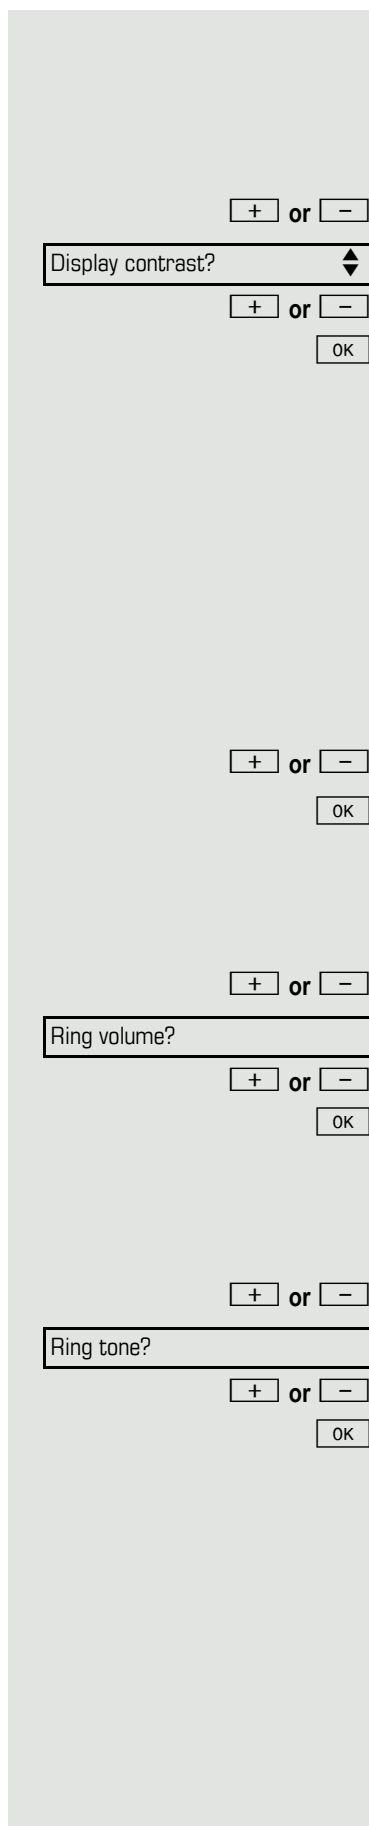 + or −
Display contrast?
+ or −
OK
+ or −
OK
+ or −
Ring volume?
+ or −
OK
+ or −
Ring tone?
+ or −
OK